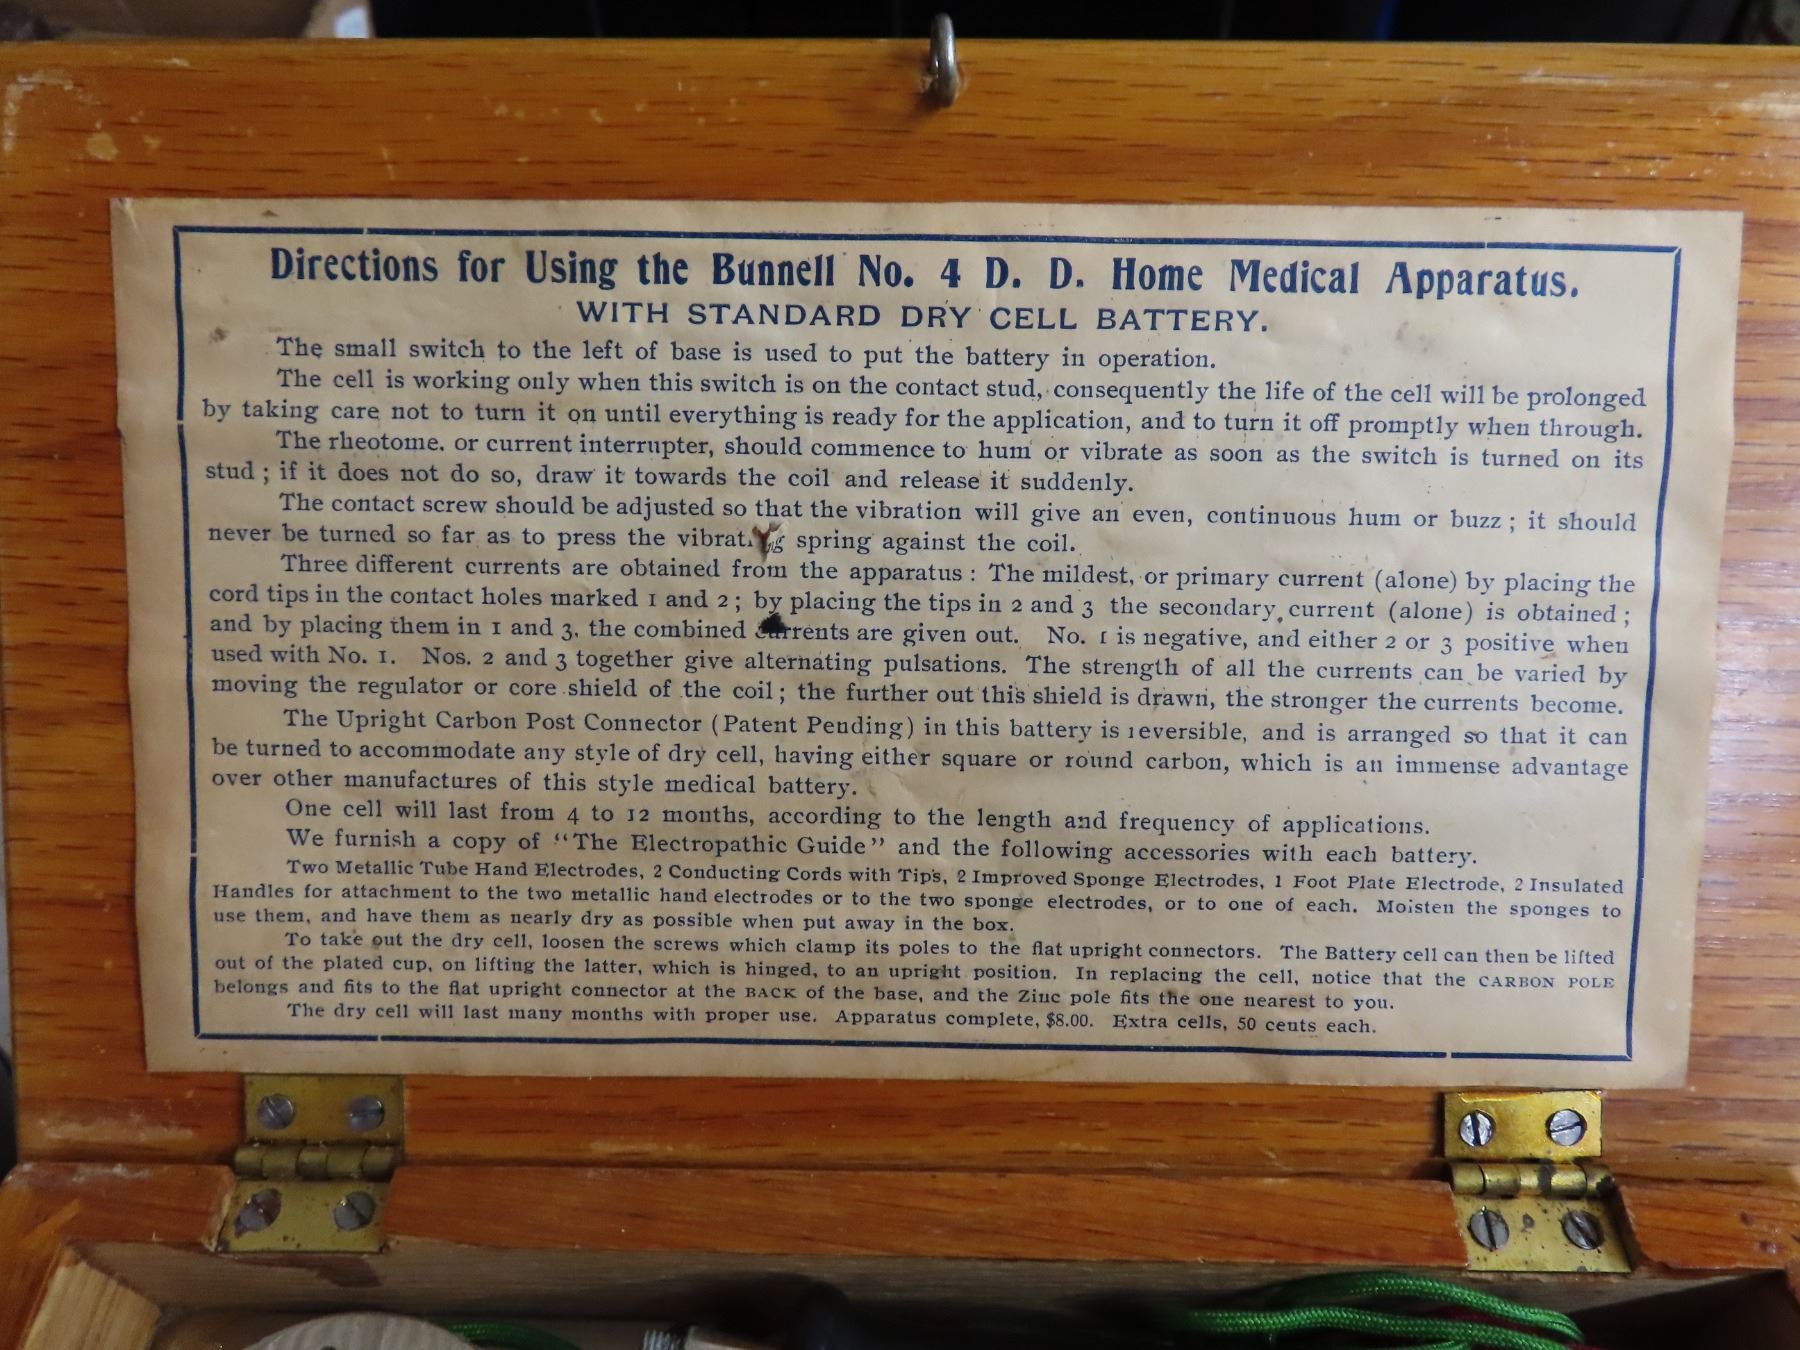 Directions for Using the Bunnell No. 4 D. D. Home Medical Apparatus.
WITH STANDARD DRY CELL BATTERY.
The small switch to the left of base is used to put the battery in operation.
The cell is working only when this switch is on the contact stud, consequently the life of the cell will be prolonged
by taking care not to turn it on until everything is ready for the application, and to turn it off promptly when through.
The rheotome. or current interrupter, should commence to hum or vibrate as soon as the switch is turned on its
stud ; if it does not do so, draw it towards the coil and release it suddenly.
The contact screw should be adjusted so that the vibration will give an even, continuous hum or buzz ; it should
never be turned so far as to press the vibrating spring against the coil.
Three different currents are obtained from the apparatus : The mildest, or primary current (alone) by placing the
cord tips in the contact holes marked 1 and 2 ; by placing the tips in 2 and 3 the secondary current (alone) is obtained ;
and by placing them in 1 and 3, the combined currents are given out. No. 1 is negative, and either 2 or 3 positive when
used with No. 1. Nos. 2 and 3 together give alternating pulsations. The strength of all the currents can be varied by
moving the regulator or core shield of the coil ; the further out this shield is drawn, the stronger the currents become.
The Upright Carbon Post Connector (Patent Pending) in this battery is reversible, and is arranged so that it can
be turned to accommodate any style of dry cell, having either square or round carbon, which is an immense advantage
over other manufactures of this style medical battery.
One cell will last from 4 to 12 months, according to the length and frequency of applications.
We furnish a copy of "The Electropathic Guide" and the following accessories with each battery.
Two Metallic Tube Hand Electrodes, 2 Conducting Cords with Tips, 2 Improved Sponge Electrodes, 1 Foot Plate Electrode, 2 Insulated
Handles for attachment to the two metallic hand electrodes or to the two sponge electrodes, or to one of each. Moisten the sponges to
use them, and have them as nearly dry as possible when put away in the box.
To take out the dry cell, loosen the screws which clamp its poles to the flat upright connectors. The Battery cell can then be lifted
out of the plated cup, on lifting the latter, which is hinged, to an upright position. In replacing the cell, notice that the CARBON POLE
belongs and fits to the flat upright connector at the BACK of the base, and the Zinc pole fits the one nearest to you.
The dry cell will last many months with proper use. Apparatus complete, $8.00. Extra cells, 50 cents each.